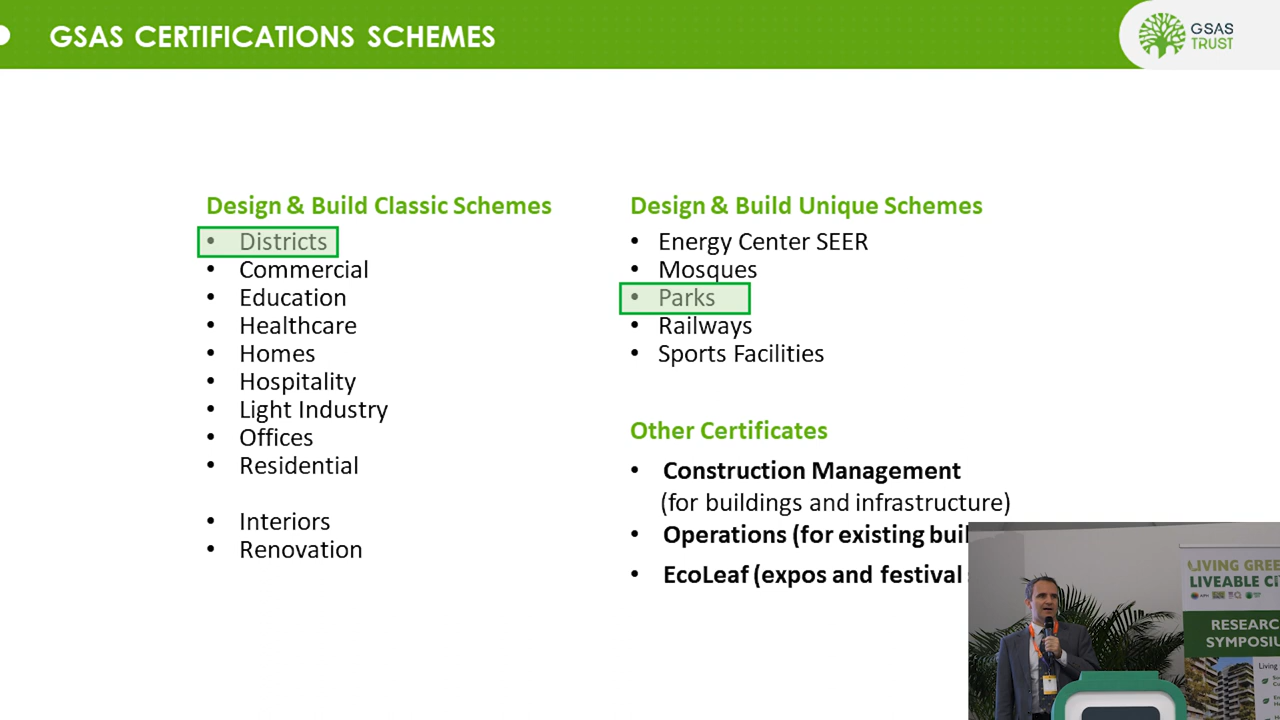 GSAS CERTIFICATIONS SCHEMES
GSAS
TRUST
Design & Build Classic Schemes
• Districts
• Commercial
• Education
• Healthcare
• Homes
• Hospitality
• Light Industry
• Offices
• Residential
• Interiors
• Renovation
Design & Build Unique Schemes
• Energy Center SEER
• Mosques
• Parks
• Railways
• Sports Facilities
Other Certificates
• Construction Management
(for buildings and infrastructure)
• Operations (for existing buil
• EcoLeaf (expos and festival
LIVING GREE
LIVEABLE CI
RESEARC
SYMPOSIU
Living